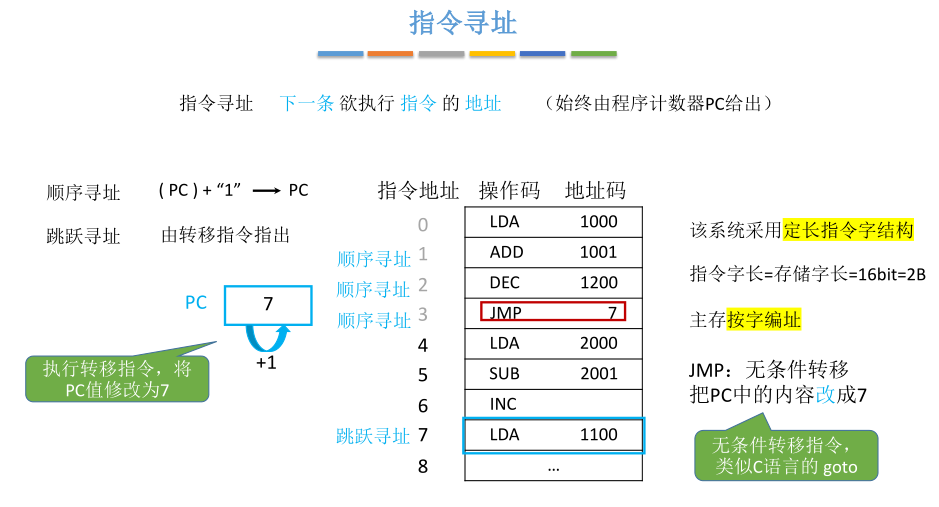 指令寻址
指令寻址 下一条 欲执行 指令 的 地址 （始终由程序计数器PC给出）
顺序寻址 ( PC ) + “1” → PC
跳跃寻址 由转移指令指出
PC 7
+1
执行转移指令，将
PC值修改为7
指令地址 操作码 地址码
0 LDA 1000
顺序寻址 1 ADD 1001
顺序寻址 2 DEC 1200
顺序寻址 3 JMP 7
4 LDA 2000
5 SUB 2001
6 INC
跳跃寻址 7 LDA 1100
8 …
该系统采用定长指令字结构
指令字长=存储字长=16bit=2B
主存按字编址
JMP：无条件转移
把PC中的内容改成7
无条件转移指令，
类似C语言的 goto